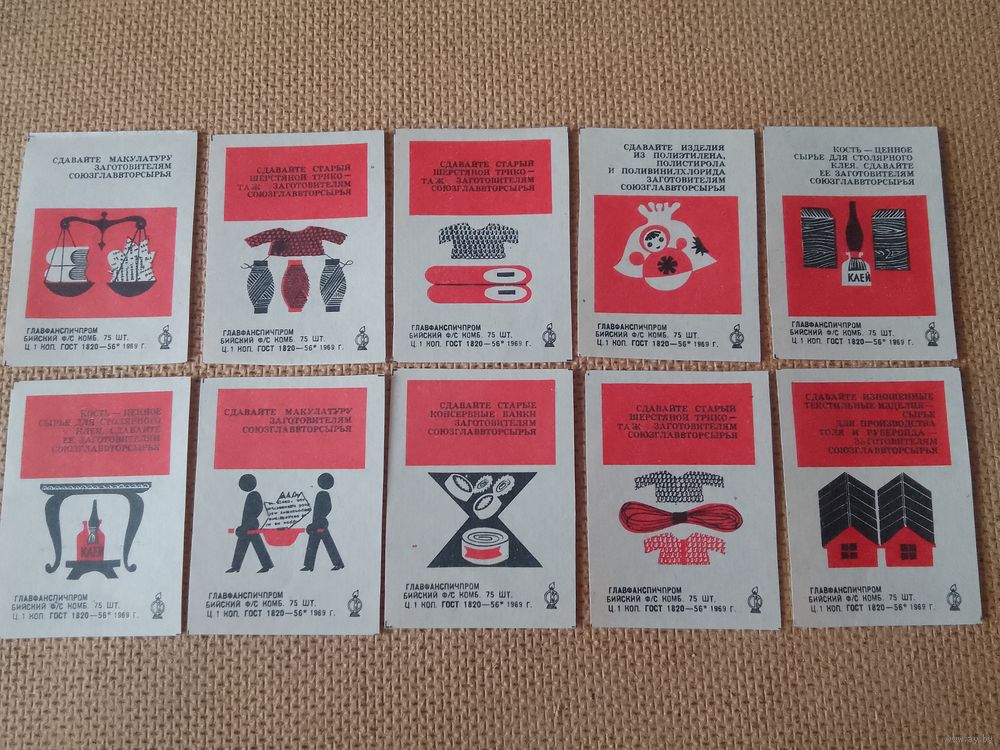 СДАВАЙТЕ МАКУЛАТУРУ
ЗАГОТОВИТЕЛЯМ
СОЮЗГЛАВВТОРСЫРЬЯ
ГЛАВФАНСПИЧПРОМ
БИЙСКИЙ Ф/С КОМБ. 75 ШТ.
Ц. 1 КОП. ГОСТ 1820—56* 1969 Г.
СДАВАЙТЕ СТАРЫЙ
ШЕРСТЯНОЙ ТРИКО—
ТАЖ ЗАГОТОВИТЕЛЯМ
СОЮЗГЛАВВТОРСЫРЬЯ
ГЛАВФАНСПИЧПРОМ
БИЙСКИЙ Ф/С КОМБ. 75 ШТ.
Ц. 1 КОП. ГОСТ 1820—56* 1969 Г.
СДАВАЙТЕ СТАРЫЙ
ШЕРСТЯНОЙ ТРИКО—
ТАЖ ЗАГОТОВИТЕЛЯМ
СОЮЗГЛАВВТОРСЫРЬЯ
ГЛАВФАНСПИЧПРОМ
БИЙСКИЙ Ф/С КОМБ. 75 ШТ.
Ц. 1 КОП. ГОСТ 1820—56* 1969 Г.
СДАВАЙТЕ ИЗДЕЛИЯ
ИЗ ПОЛИЭТИЛЕНА,
ПОЛИСТИРОЛА
И ПОЛИВИНИЛХЛОРИДА
ЗАГОТОВИТЕЛЯМ
СОЮЗГЛАВВТОРСЫРЬЯ
ГЛАВФАНСПИЧПРОМ
БИЙСКИЙ Ф/С КОМБ. 75 ШТ.
Ц. 1 КОП. ГОСТ 1820—56* 1969 Г.
КОСТЬ — ЦЕННОЕ
СЫРЬЕ ДЛЯ СТОЛЯРНОГО
КЛЕЯ. СДАВАЙТЕ
ЕЕ ЗАГОТОВИТЕЛЯМ
СОЮЗГЛАВВТОРСЫРЬЯ
КЛЕЙ
ГЛАВФАНСПИЧПРОМ
БИЙСКИЙ Ф/С КОМБ. 75 ШТ.
Ц. 1 КОП. ГОСТ 1820—56* 1969 Г.
КОСТЬ — ЦЕННОЕ
СЫРЬЕ ДЛЯ СТОЛЯРНОГО
КЛЕЯ. СДАВАЙТЕ
ЕЕ ЗАГОТОВИТЕЛЯМ
СОЮЗГЛАВВТОРСЫРЬЯ
КЛЕЙ
ГЛАВФАНСПИЧПРОМ
БИЙСКИЙ Ф/С КОМБ. 75 ШТ.
Ц. 1 КОП. ГОСТ 1820—56* 1969 Г.
СДАВАЙТЕ МАКУЛАТУРУ
ЗАГОТОВИТЕЛЯМ
СОЮЗГЛАВВТОРСЫРЬЯ
ГЛАВФАНСПИЧПРОМ
БИЙСКИЙ Ф/С КОМБ. 75 ШТ.
Ц. 1 КОП. ГОСТ 1820—56* 1969 Г.
СДАВАЙТЕ СТАРЫЕ
КОНСЕРВНЫЕ БАНКИ
ЗАГОТОВИТЕЛЯМ
СОЮЗГЛАВВТОРСЫРЬЯ
ГЛАВФАНСПИЧПРОМ
БИЙСКИЙ Ф/С КОМБ. 75 ШТ.
Ц. 1 КОП. ГОСТ 1820—56* 1969 Г.
СДАВАЙТЕ СТАРЫЙ
ШЕРСТЯНОЙ ТРИКО—
ТАЖ ЗАГОТОВИТЕЛЯМ
СОЮЗГЛАВВТОРСЫРЬЯ
ГЛАВФАНСПИЧПРОМ
БИЙСКИЙ Ф/С КОМБ. 75 ШТ.
Ц. 1 КОП. ГОСТ 1820—56* 1969 Г.
СДАВАЙТЕ ИЗНОШЕННЫЕ
ТЕКСТИЛЬНЫЕ ИЗДЕЛИЯ—
СЫРЬЕ
ДЛЯ ПРОИЗВОДСТВА
ТОЛЯ И РУБЕРОИДА—
ЗАГОТОВИТЕЛЯМ
СОЮЗГЛАВВТОРСЫРЬЯ
ГЛАВФАНСПИЧПРОМ
БИЙСКИЙ Ф/С КОМБ. 75 ШТ.
Ц. 1 КОП. ГОСТ 1820—56* 1969 Г.
www.ay.by